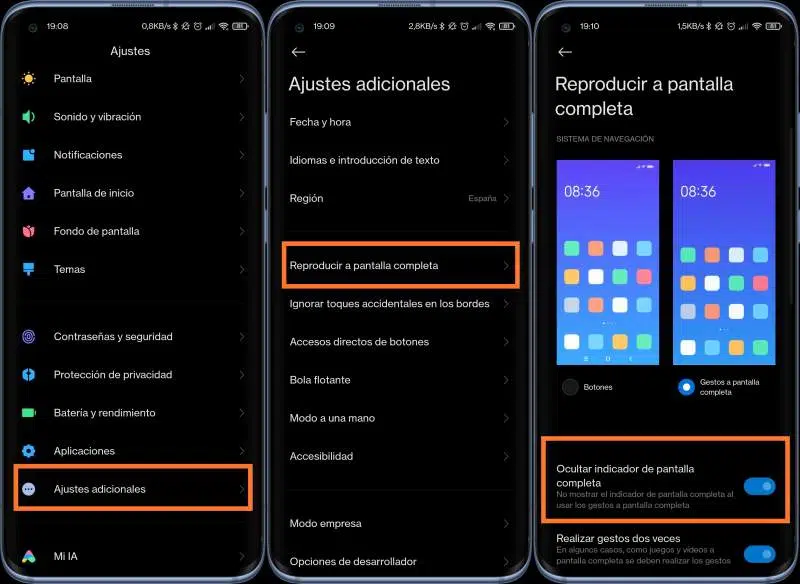 19:08
0,8KB/s
Ajustes
Pantalla
Sonido y vibración
Notificaciones
Pantalla de inicio
Fondo de pantalla
Temas
Contraseñas y seguridad
Protección de privacidad
Batería y rendimiento
Aplicaciones
Ajustes adicionales
Mi IA
19:09
2,8KB/s
Ajustes adicionales
Fecha y hora
Idiomas e introducción de texto
Región España
Reproducir a pantalla completa
Ignorar toques accidentales en los bordes
Accesos directos de botones
Bola flotante
Modo a una mano
Accesibilidad
Modo empresa
Opciones de desarrollador
19:10
1,5KB/s
Reproducir a pantalla
completa
SISTEMA DE NAVEGACIÓN
08:36
08:36
Botones
Gestos a pantalla
completa
Ocultar indicador de pantalla
completa
No mostrar el indicador de pantalla completa al
usar los gestos a pantalla completa
Realizar gestos dos veces
En algunos casos, como juegos y vídeos a
pantalla completa se deben realizar los gestos